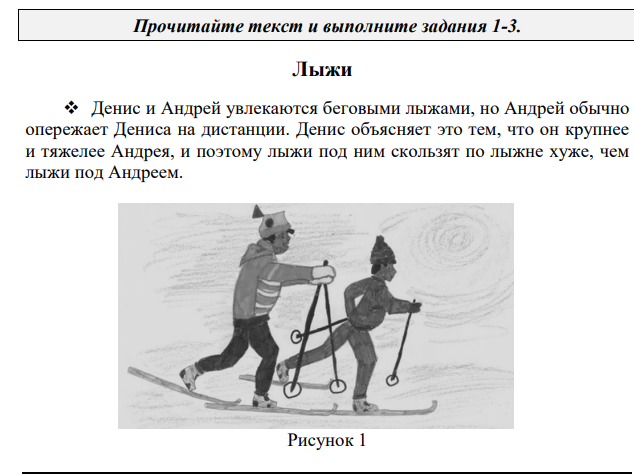 Прочитайте текст и выполните задания 1-3.
Лыжи
❖ Денис и Андрей увлекаются беговыми лыжами, но Андрей обычно
опережает Дениса на дистанции. Денис объясняет это тем, что он крупнее
и тяжелее Андрея, и поэтому лыжи под ним скользят по лыжне хуже, чем
лыжи под Андреем.
Рисунок 1